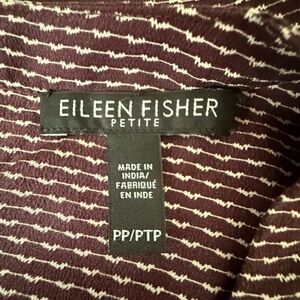 EILEEN FISHER
PETITE
MADE IN
INDIA/
FABRIQUÉ
EN INDE
PP/PTP